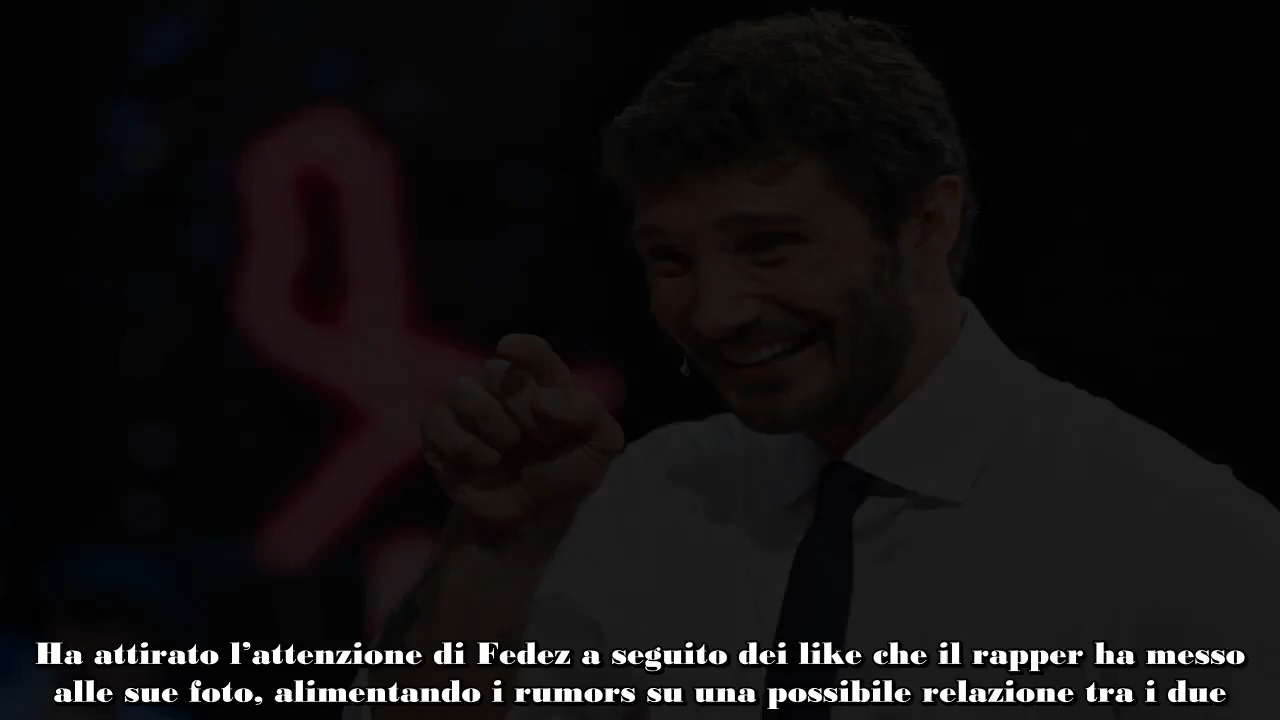 Ha attirato l’attenzione di Fedez a seguito dei like che il rapper ha messo
alle sue foto, alimentando i rumors su una possibile relazione tra i due